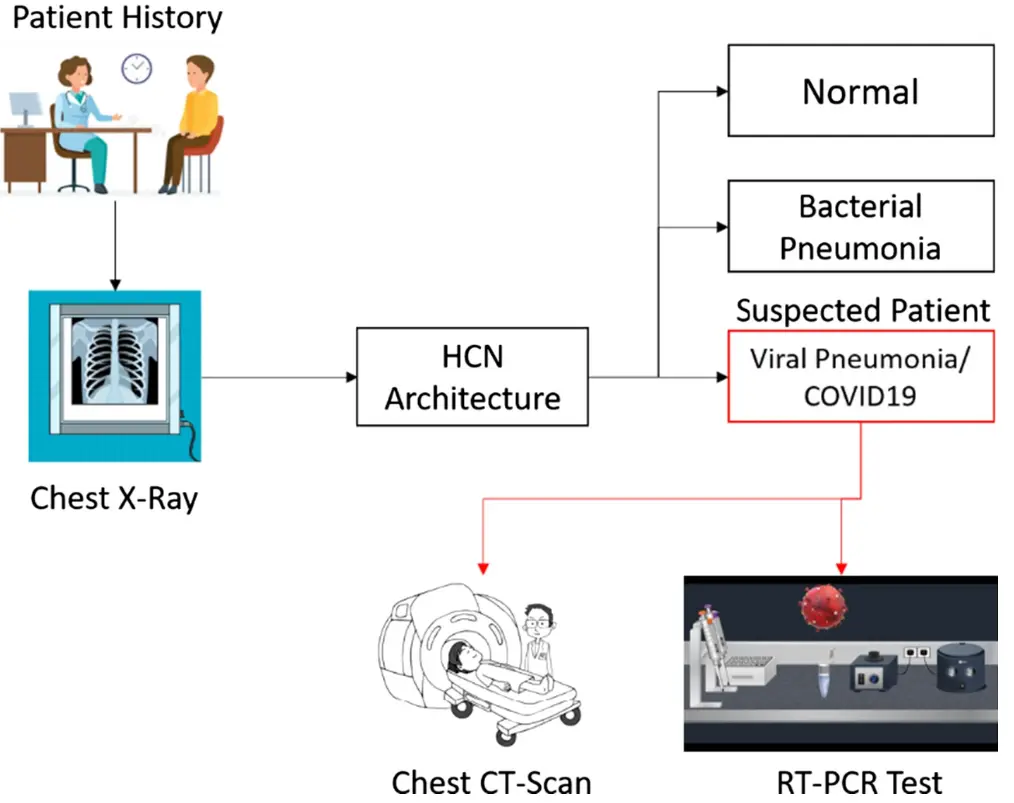 Patient History
Normal
Bacterial
Pneumonia
Suspected Patient
Viral Pneumonia/
COVID19
HCN
Architecture
Chest X-Ray
Chest CT-Scan
RT-PCR Test